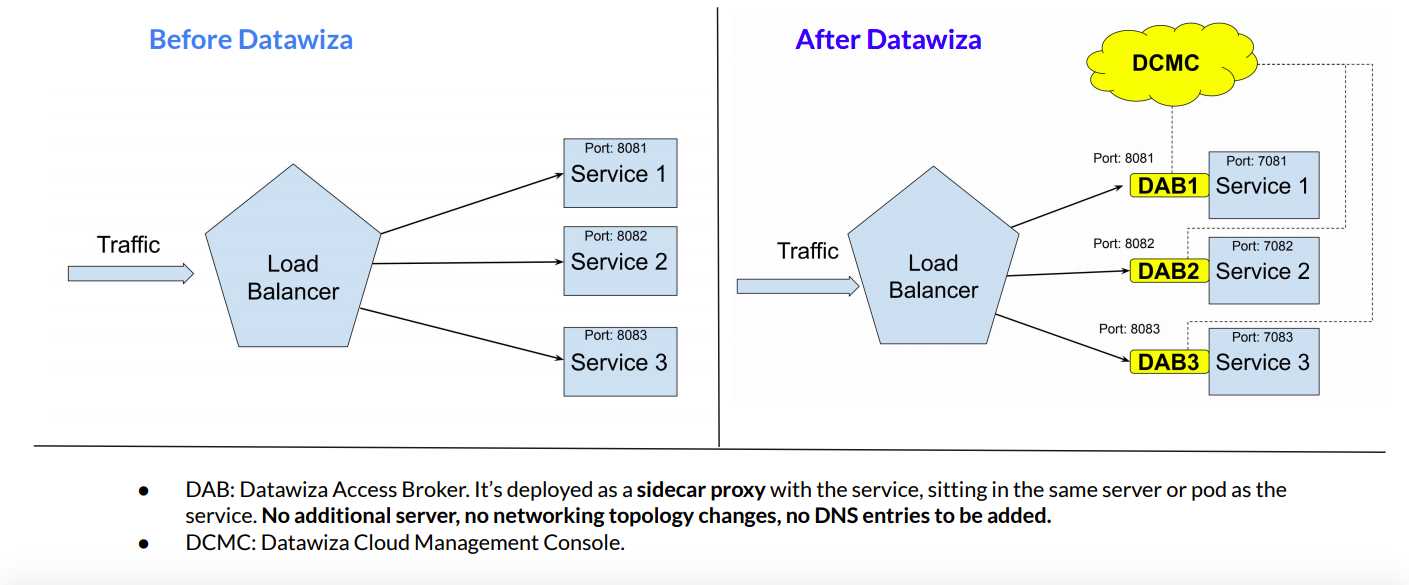 Before Datawiza
Traffic
Load
Balancer
Port: 8081
Service 1
Port: 8082
Service 2
Port: 8083
Service 3
After Datawiza
DCMC
Traffic
Load
Balancer
Port: 8081
DAB1
Port: 7081
Service 1
Port: 8082
DAB2
Port: 7082
Service 2
Port: 8083
DAB3
Port: 7083
Service 3
● DAB: Datawiza Access Broker. It’s deployed as a sidecar proxy with the service, sitting in the same server or pod as the
service. No additional server, no networking topology changes, no DNS entries to be added.
● DCMC: Datawiza Cloud Management Console.